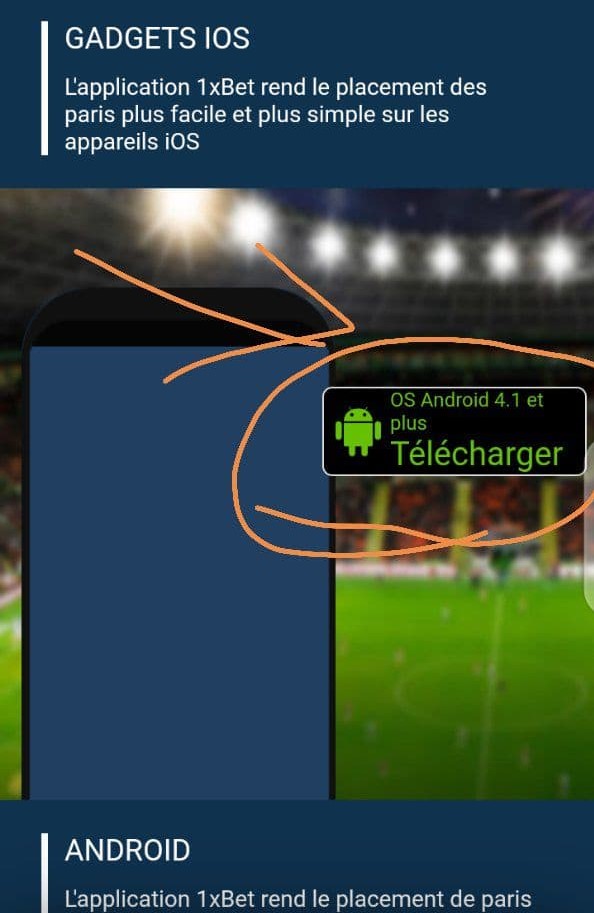 GADGETS IOS
L'application 1xBet rend le placement des
paris plus facile et plus simple sur les
appareils iOS
OS Android 4.1 et
plus
Télécharger
ANDROID
L'application 1xBet rend le placement de paris